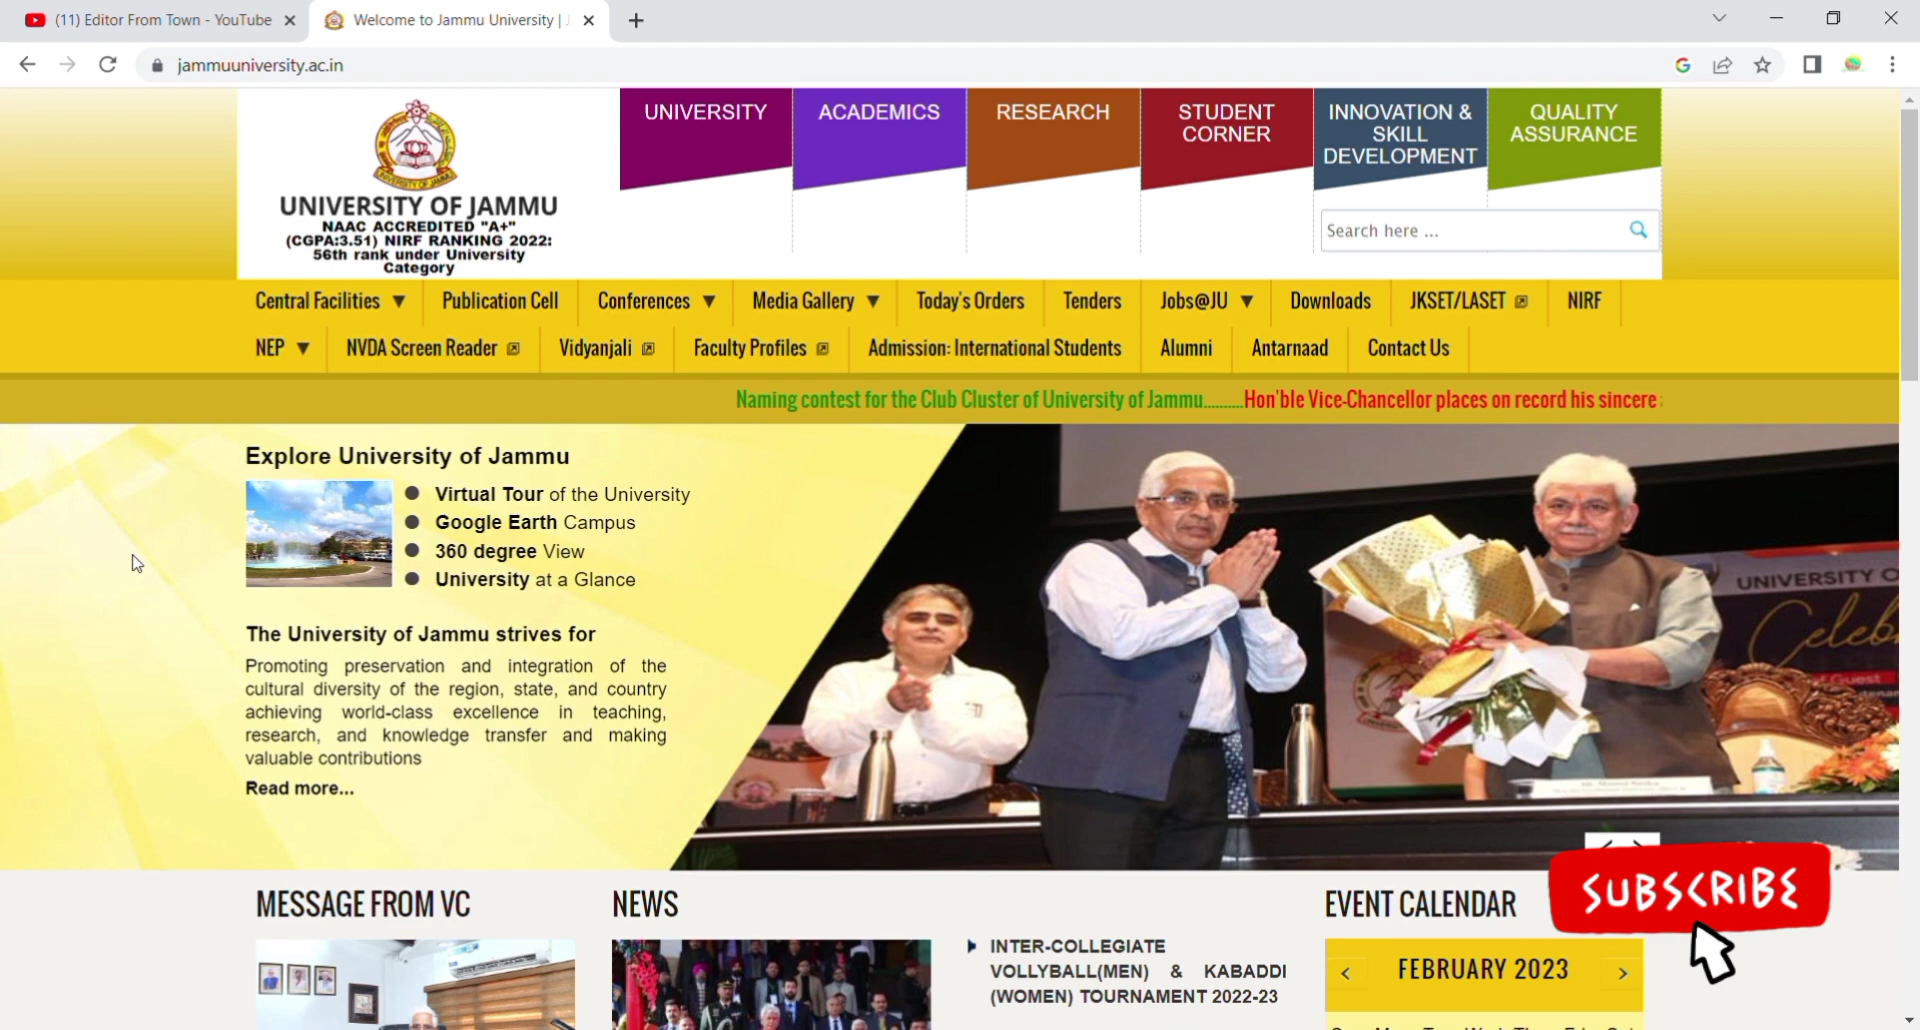 (11) Editor From Town - YouTube
Welcome to Jammu University |
jammuuniversity.ac.in
UNIVERSITY OF JAMMU
NAAC ACCREDITED "A+"
(CGPA:3.51) NIRF RANKING 2022:
56th rank under University
Category
UNIVERSITY
ACADEMICS
RESEARCH
STUDENT
CORNER
INNOVATION &
SKILL
DEVELOPMENT
QUALITY
ASSURANCE
Search here ...
Central Facilities ▼ Publication Cell Conferences ▼ Media Gallery ▼ Today's Orders Tenders Jobs@JU ▼ Downloads JKSET/LASET NIRF
NEP ▼ NVDA Screen Reader Vidyanjali Faculty Profiles Admission: International Students Alumni Antarnaad Contact Us
Naming contest for the Club Cluster of University of Jammu..........Hon'ble Vice-Chancellor places on record his sincere
Explore University of Jammu
Virtual Tour of the University
Google Earth Campus
360 degree View
University at a Glance
The University of Jammu strives for
Promoting preservation and integration of the
cultural diversity of the region, state, and country
achieving world-class excellence in teaching,
research, and knowledge transfer and making
valuable contributions
Read more...
UNIVERSITY O
Celeb
Guest
MESSAGE FROM VC
NEWS
INTER-COLLEGIATE
VOLLYBALL(MEN) & KABADDI
(WOMEN) TOURNAMENT 2022-23
EVENT CALENDAR
SUBSCRIBE
< FEBRUARY 2023 >